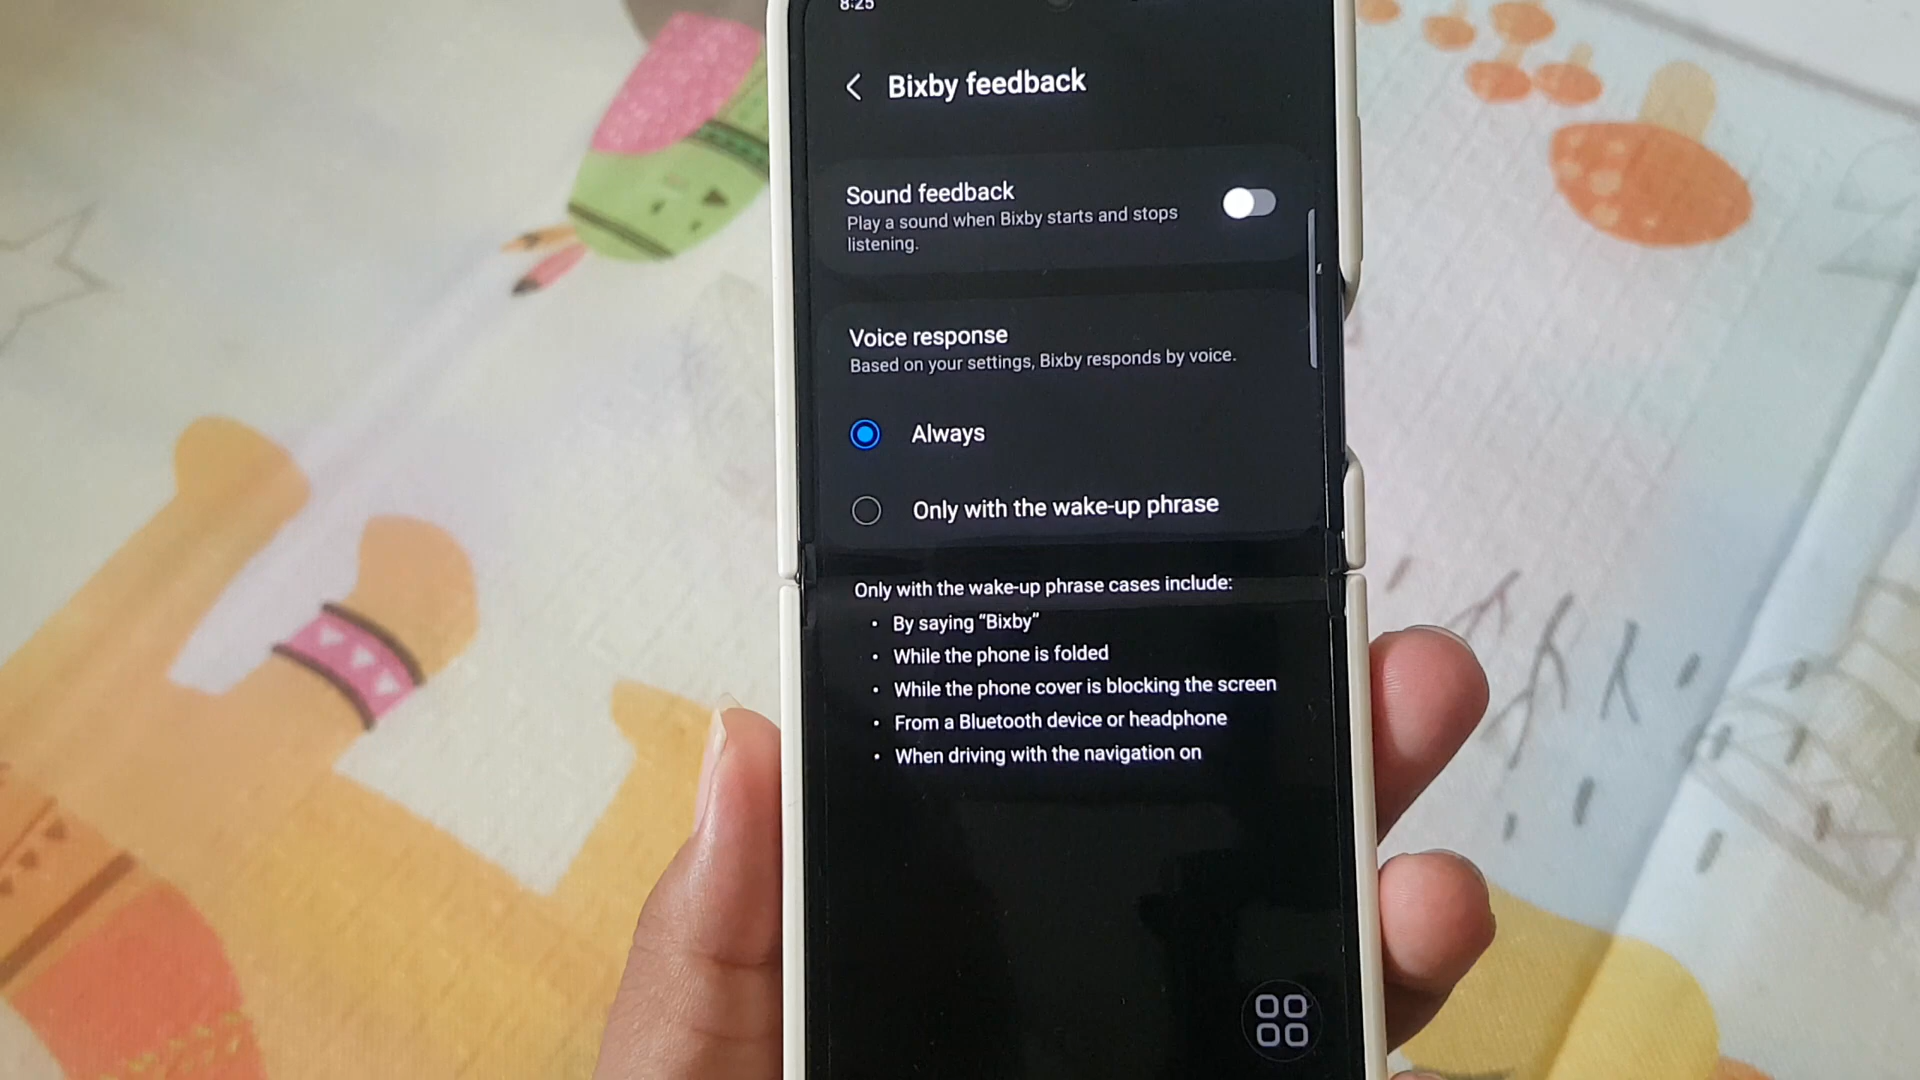 8:25
Bixby feedback
Sound feedback
Play a sound when Bixby starts and stops
listening.
Voice response
Based on your settings, Bixby responds by voice.
Always
Only with the wake-up phrase
Only with the wake-up phrase cases include:
• By saying “Bixby”
• While the phone is folded
• While the phone cover is blocking the screen
• From a Bluetooth device or headphone
• When driving with the navigation on